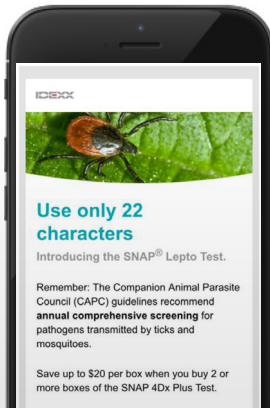 IDEXX
Use only 22
characters
Introducing the SNAP® Lepto Test.
Remember: The Companion Animal Parasite
Council (CAPC) guidelines recommend
annual comprehensive screening for
pathogens transmitted by ticks and
mosquitoes.
Save up to $20 per box when you buy 2 or
more boxes of the SNAP 4Dx Plus Test.